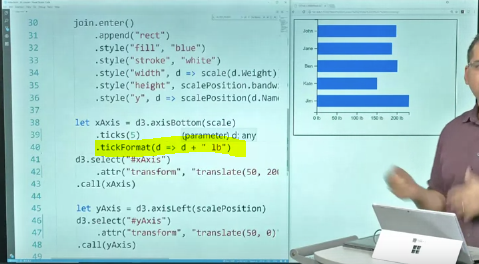 30 join.enter()
31 .append("rect")
32 .style("fill", "blue")
33 .style("stroke", "white")
34 .style("width", d => scale(d.Weight)
35 .style("height", scalePosition.bandw
36 .style("y", d => scalePosition(d.Nam
37
38 let xAxis = d3.axisBottom(scale)
39 .ticks(5) (parameter) d: any
40 .tickFormat(d => d + " lb")
41 d3.select("#xAxis")
42 .attr("transform", "translate(50, 200
43 .call(xAxis)
44
45 let yAxis = d3.axisLeft(scalePosition)
46 d3.select("#yAxis")
47 .attr("transform", "translate(50, 0)"
48 .call(yAxis)
John
Jane
Ben
Jim
0 lb 50 lb 100 lb 150 lb 200 lb